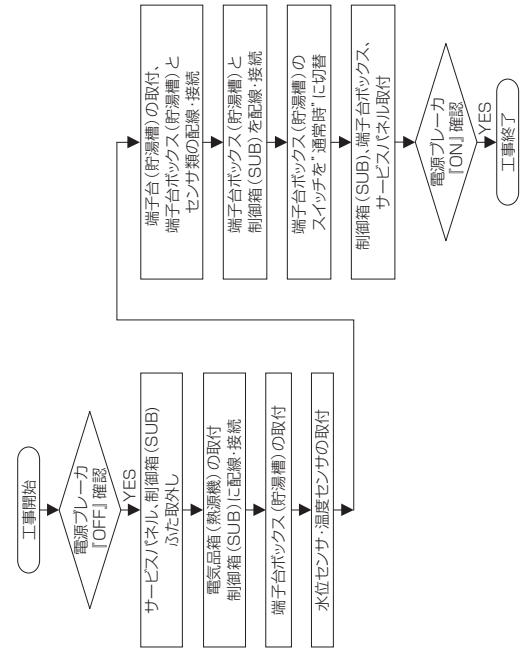 工事開始
電源ブレーカ
『OFF』確認
YES
サービスパネル、制御箱(SUB)
ふた取外し
電気品箱(熱源機)の取付
制御箱(SUB)に配線・接続
端子台ボックス(貯湯槽)の取付
水位センサ・温度センサの取付
端子台(貯湯槽)の取付、
端子台ボックス(貯湯槽)と
センサ類の配線・接続
端子台ボックス(貯湯槽)と
制御箱(SUB)を配線・接続
端子台ボックス(貯湯槽)の
スイッチを"通常時"に切替
制御箱(SUB)、端子台ボックス、
サービスパネル取付
電源ブレーカ
『ON』確認
YES
工事終了